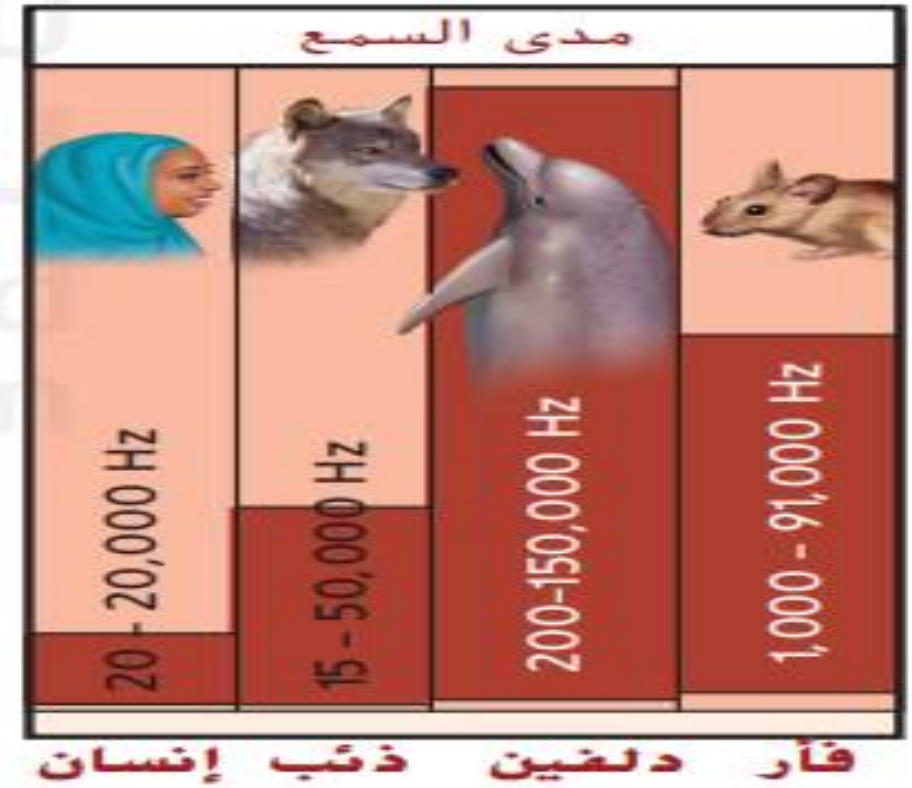 مدى السمع
20 - 20,000 Hz
15 - 50,000 Hz
200-150,000 Hz
1,000 - 91,000 Hz
إنسان ذئب دلفين فأر